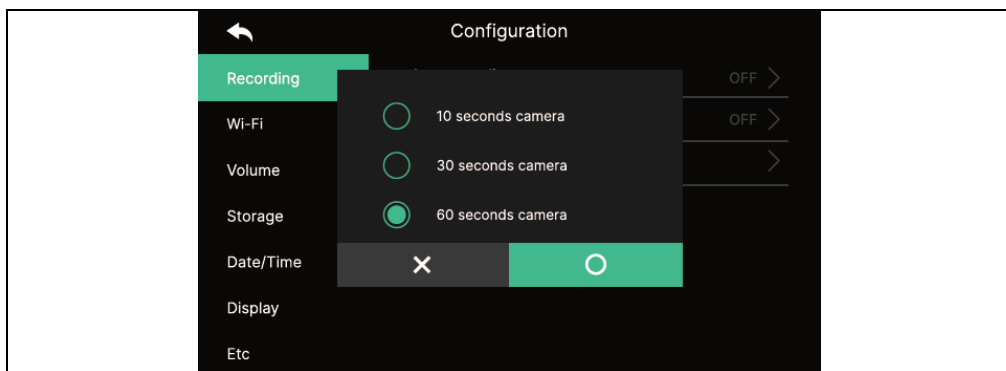 Configuration
Recording
OFF
Wi-Fi
10 seconds camera
OFF
Volume
30 seconds camera
Storage
60 seconds camera
Date/Time
Display
Etc